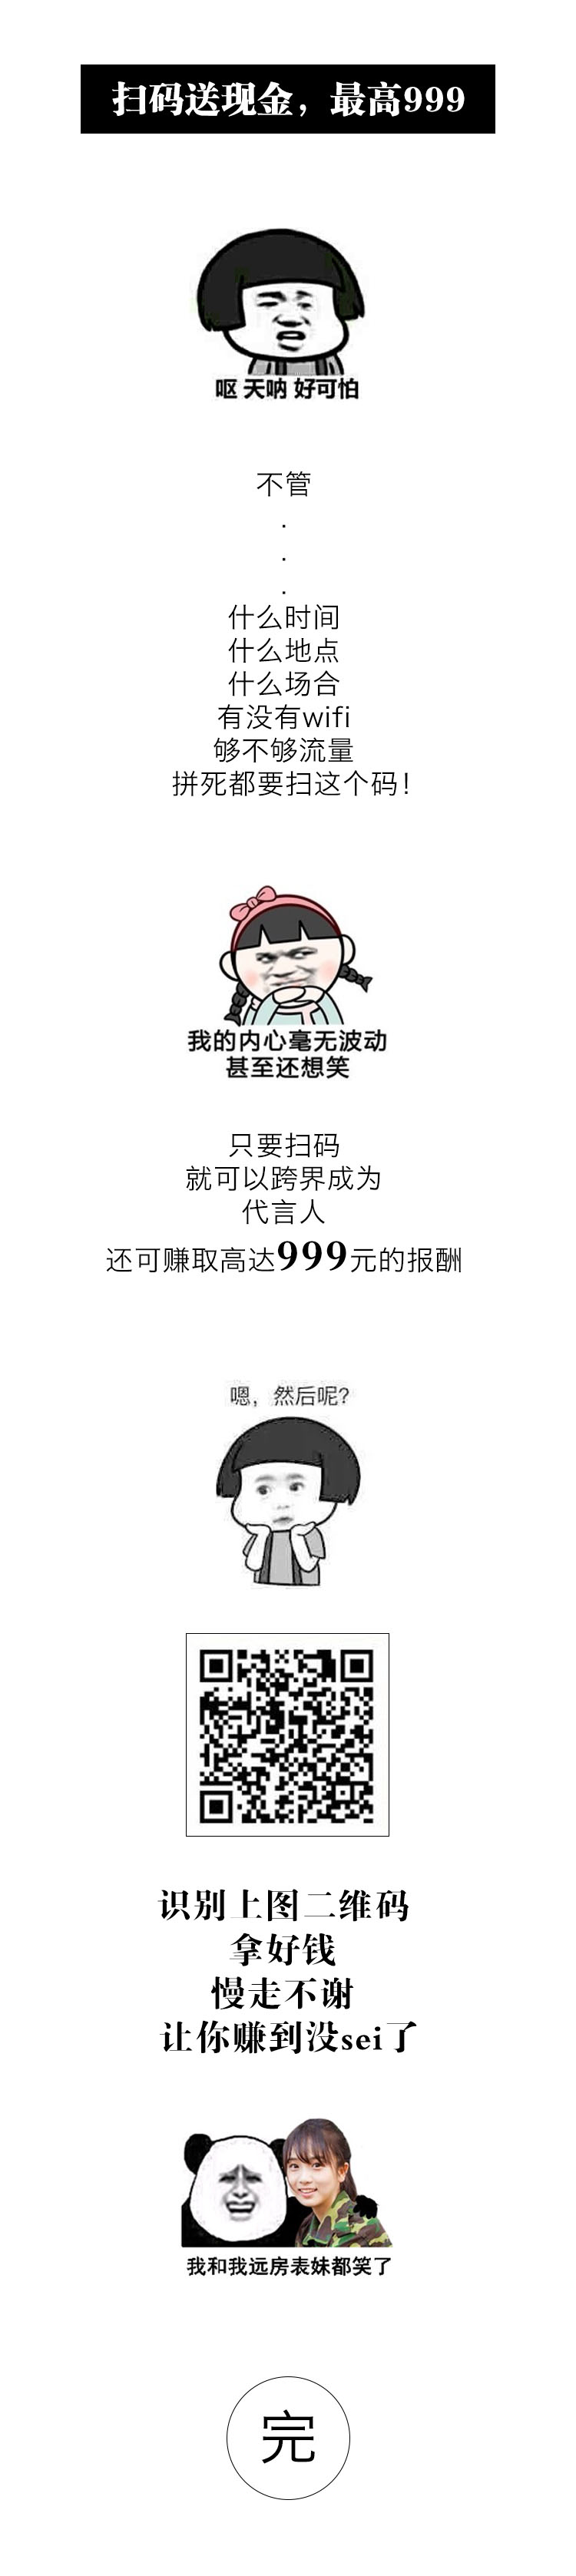 扫码送现金，最高999
呕 天呐 好可怕
不管
.
.
.
什么时间
什么地点
什么场合
有没有wifi
够不够流量
拼死都要扫这个码！
我的内心毫无波动
甚至还想笑
只要扫码
就可以跨界成为
代言人
还可赚取高达999元的报酬
嗯，然后呢？
识别上图二维码
拿好钱
慢走不谢
让你赚到没sei了
我和我远房表妹都笑了
完